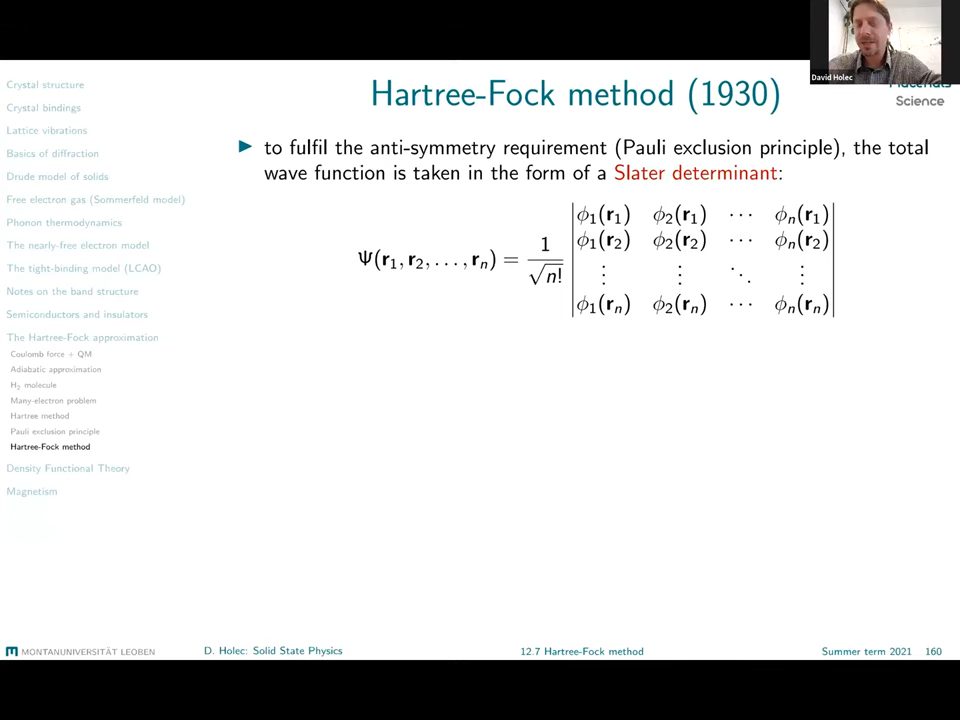 David Holec
Materials
Science
Crystal structure
Crystal bindings
Lattice vibrations
Basics of diffraction
Drude model of solids
Free electron gas (Sommerfeld model)
Phonon thermodynamics
The nearly-free electron model
The tight-binding model (LCAO)
Notes on the band structure
Semiconductors and insulators
The Hartree-Fock approximation
Coulomb force + QM
Adiabatic approximation
H₂ molecule
Many-electron problem
Hartree method
Pauli exclusion principle
Hartree-Fock method
Density Functional Theory
Magnetism
Hartree-Fock method (1930)
▶ to fulfil the anti-symmetry requirement (Pauli exclusion principle), the total
wave function is taken in the form of a Slater determinant:
Ψ(r₁, r₂, . . . , rₙ) = 1/√n!
|ϕ₁(r₁) ϕ₂(r₁) ⋯ ϕₙ(r₁)|
|ϕ₁(r₂) ϕ₂(r₂) ⋯ ϕₙ(r₂)|
|⋮ ⋮ ⋱ ⋮|
|ϕ₁(rₙ) ϕ₂(rₙ) ⋯ ϕₙ(rₙ)|
MONTANUNIVERSITÄT LEOBEN
D. Holec: Solid State Physics
12.7 Hartree-Fock method
Summer term 2021 160